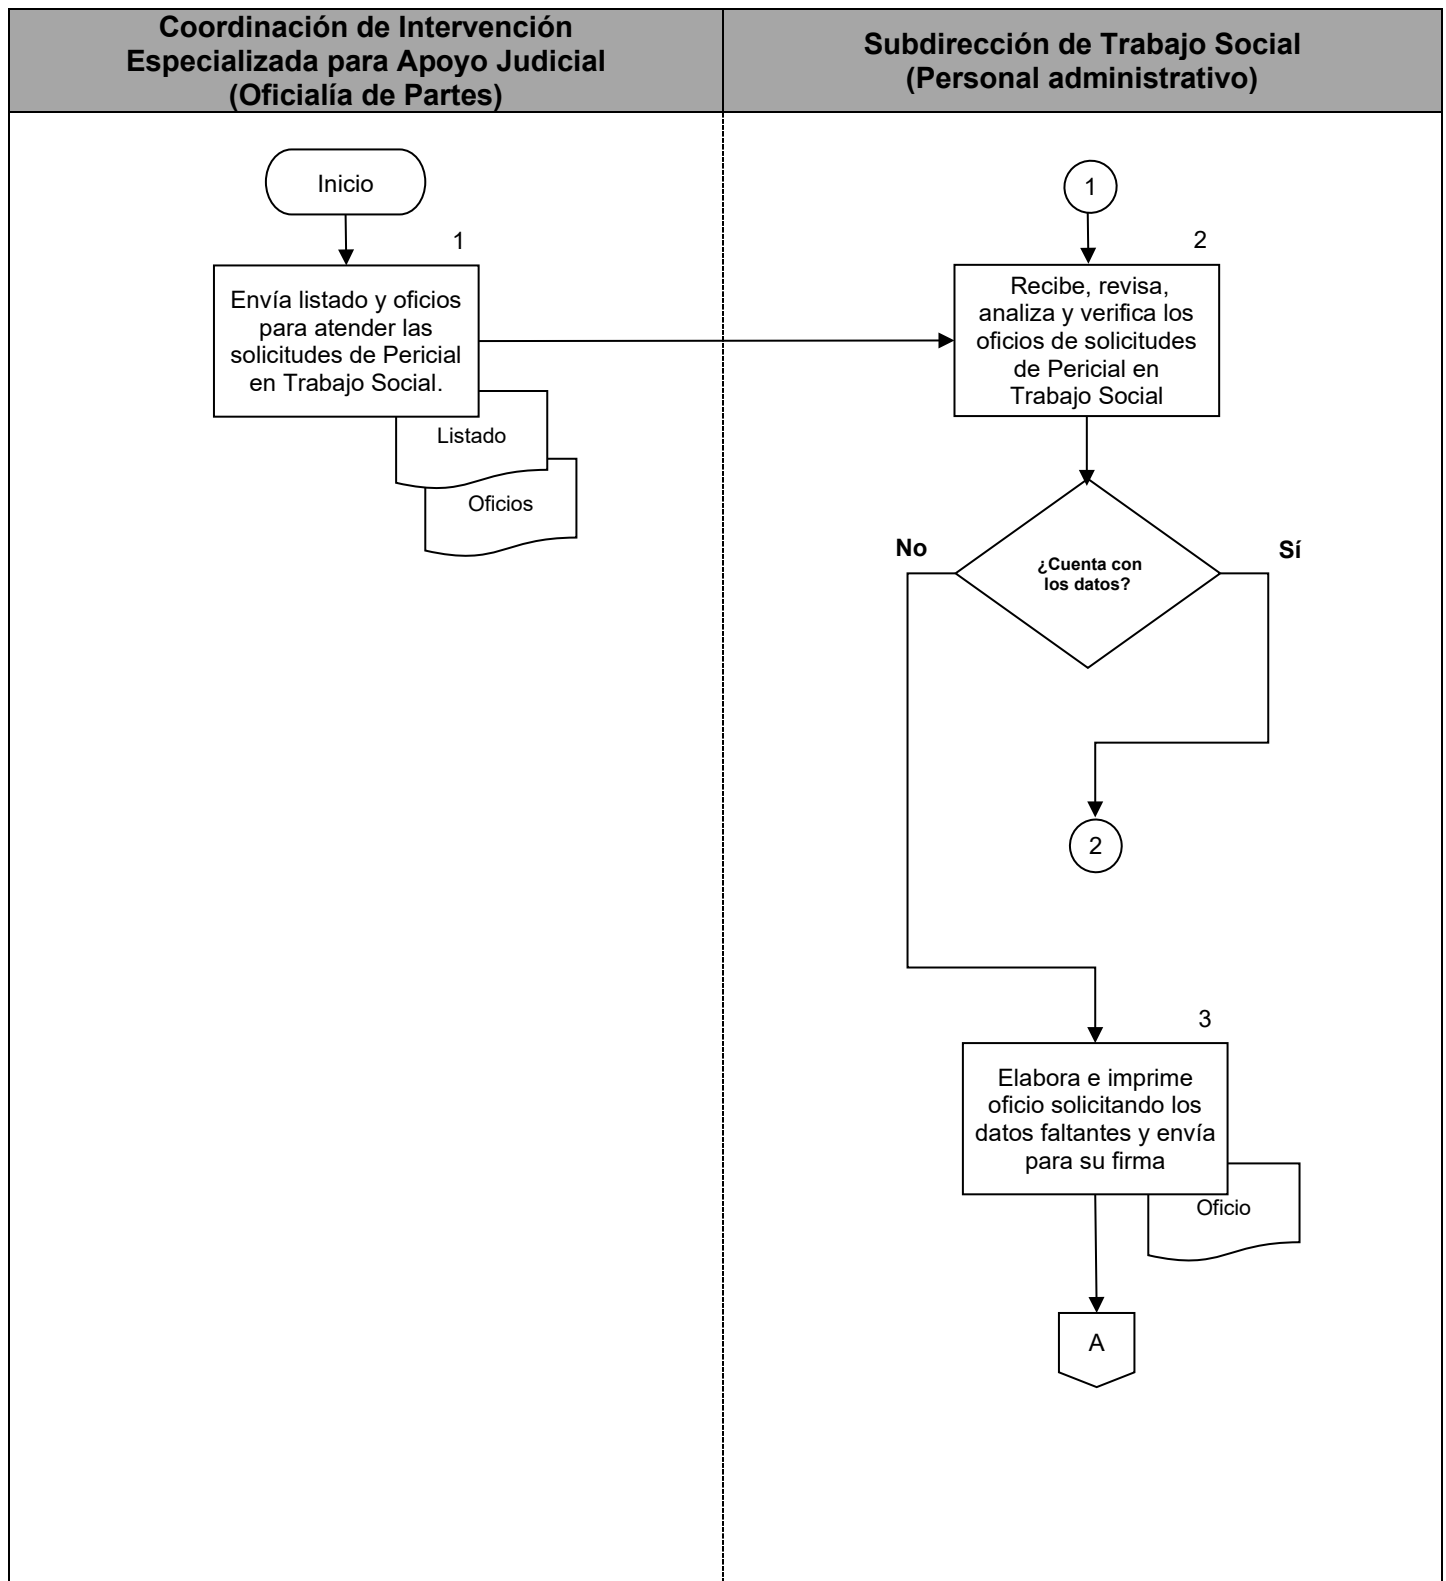 Coordinación de Intervención
Especializada para Apoyo Judicial
(Oficialía de Partes)
Subdirección de Trabajo Social
(Personal administrativo)
Inicio
1
Envía listado y oficios
para atender las
solicitudes de Pericial
en Trabajo Social.
Listado
Oficios
1
2
Recibe, revisa,
analiza y verifica los
oficios de solicitudes
de Pericial en
Trabajo Social
No
Sí
¿Cuenta con
los datos?
2
3
Elabora e imprime
oficio solicitando los
datos faltantes y envía
para su firma
Oficio
A